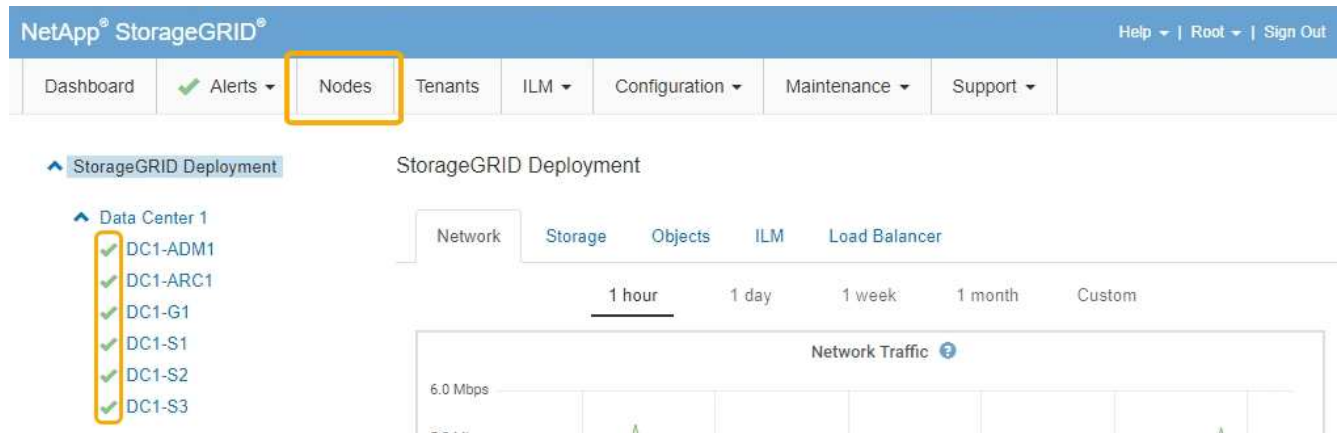 NetApp® StorageGRID®
Help | Root | Sign Out
Dashboard Alerts Nodes Tenants ILM Configuration Maintenance Support
StorageGRID Deployment
StorageGRID Deployment
Data Center 1
DC1-ADM1
DC1-ARC1
DC1-G1
DC1-S1
DC1-S2
DC1-S3
Network Storage Objects ILM Load Balancer
1 hour 1 day 1 week 1 month Custom
Network Traffic ?
6.0 Mbps